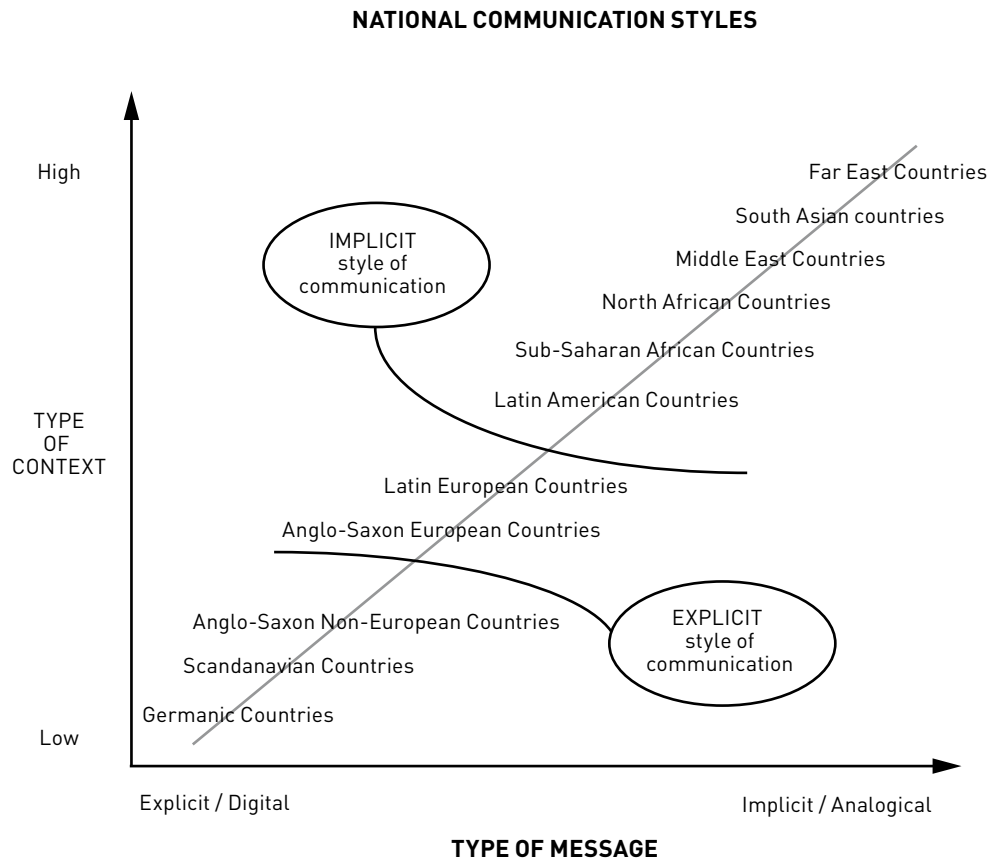 NATIONAL COMMUNICATION STYLES
High
Far East Countries
South Asian countries
IMPLICIT
style of
communication
Middle East Countries
North African Countries
Sub-Saharan African Countries
Latin American Countries
TYPE
OF
CONTEXT
Latin European Countries
Anglo-Saxon European Countries
Anglo-Saxon Non-European Countries
EXPLICIT
style of
communication
Scandanavian Countries
Germanic Countries
Low
Explicit / Digital
Implicit / Analogical
TYPE OF MESSAGE